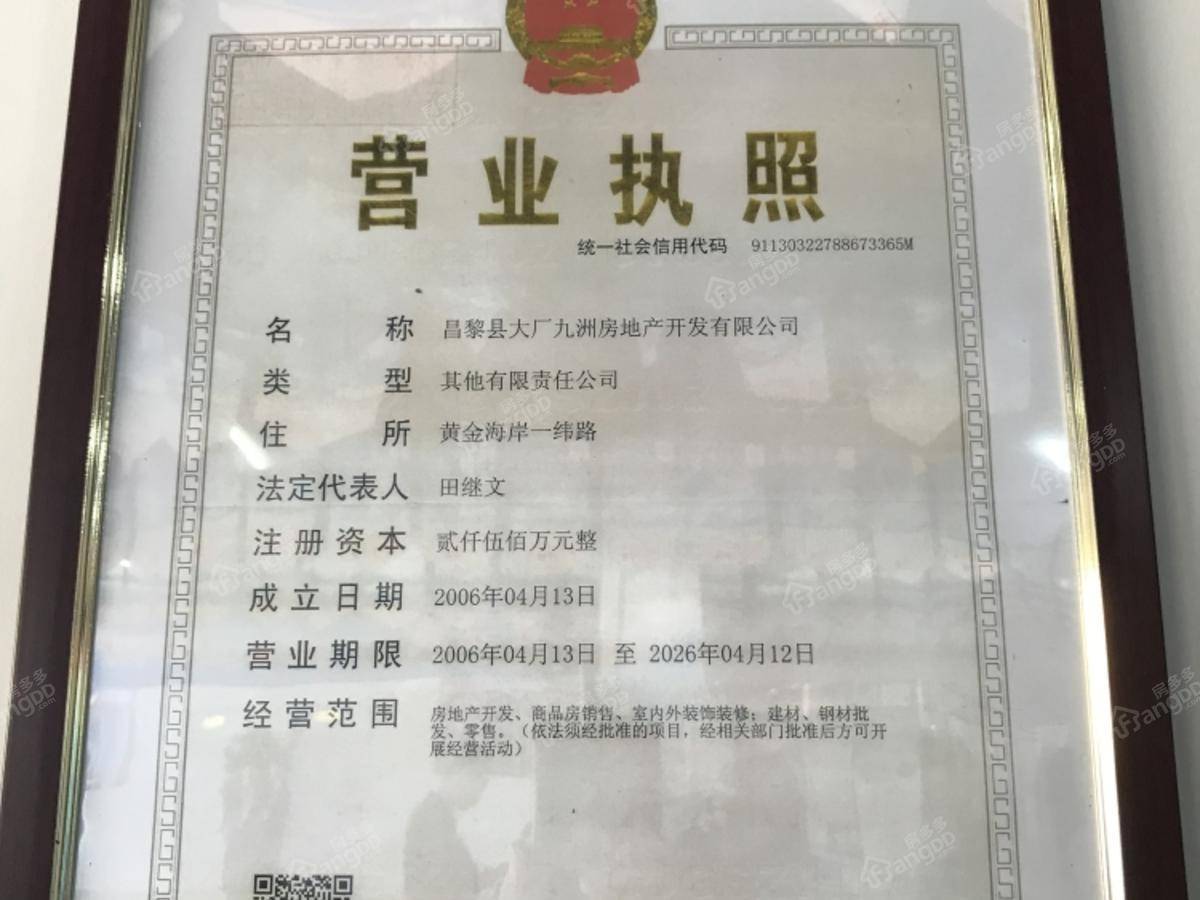 营业执照
统一社会信用代码 91130322788673365M
名称 昌黎县大厂九洲房地产开发有限公司
类型 其他有限责任公司
住所 黄金海岸一纬路
法定代表人 田继文
注册资本 贰仟伍佰万元整
成立日期 2006年04月13日
营业期限 2006年04月13日 至 2026年04月12日
经营范围 房地产开发、商品房销售、室内外装饰装修；建材、钢材批
发、零售。（依法须经批准的项目，经相关部门批准后方可开
展经营活动）
房多多
angDD
.com